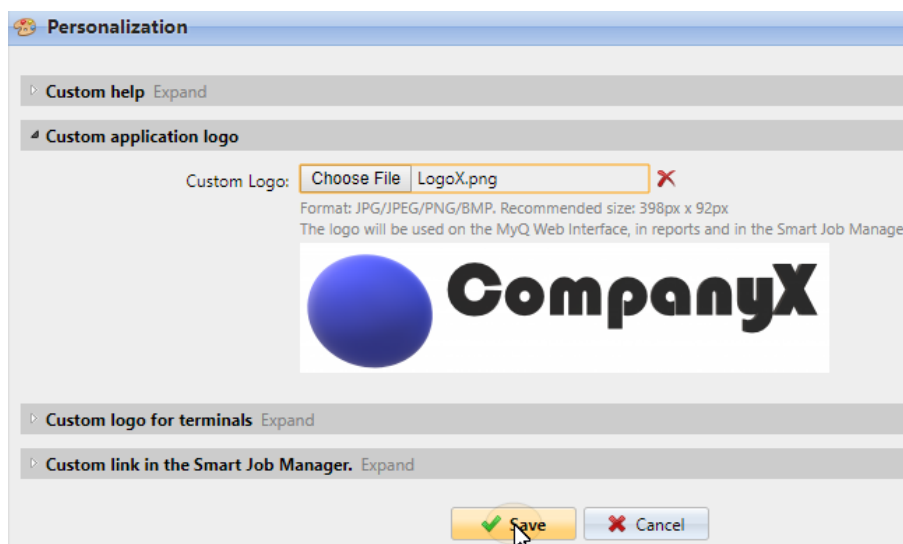 Personalization
Custom help Expand
Custom application logo
Custom Logo: Choose File LogoX.png
Format: JPG/JPEG/PNG/BMP. Recommended size: 398px x 92px
The logo will be used on the MyQ Web Interface, in reports and in the Smart Job Manage
CompanyX
Custom logo for terminals Expand
Custom link in the Smart Job Manager. Expand
Save Cancel